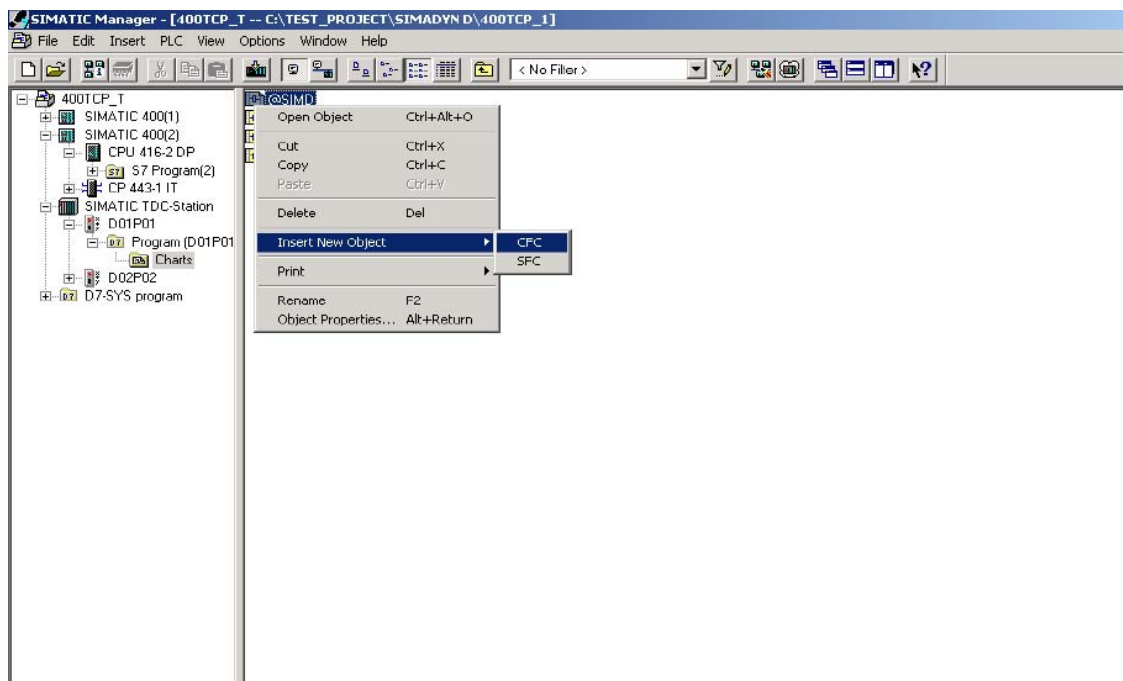 SIMATIC Manager - [400TCP_T -- C:\TEST_PROJECT\SIMADYN D\400TCP_1]
File Edit Insert PLC View Options Window Help
< No Filter >
400TCP_T
SIMATIC 400(1)
SIMATIC 400(2)
CPU 416-2 DP
S7 Program(2)
CP 443-1 IT
SIMATIC TDC-Station
D01P01
Program (D01P01
Charts
D02P02
D7-SYS program
@SIMD
Open Object Ctrl+Alt+O
Cut Ctrl+X
Copy Ctrl+C
Paste Ctrl+V
Delete Del
Insert New Object
Print
Rename F2
Object Properties... Alt+Return
CFC
SFC